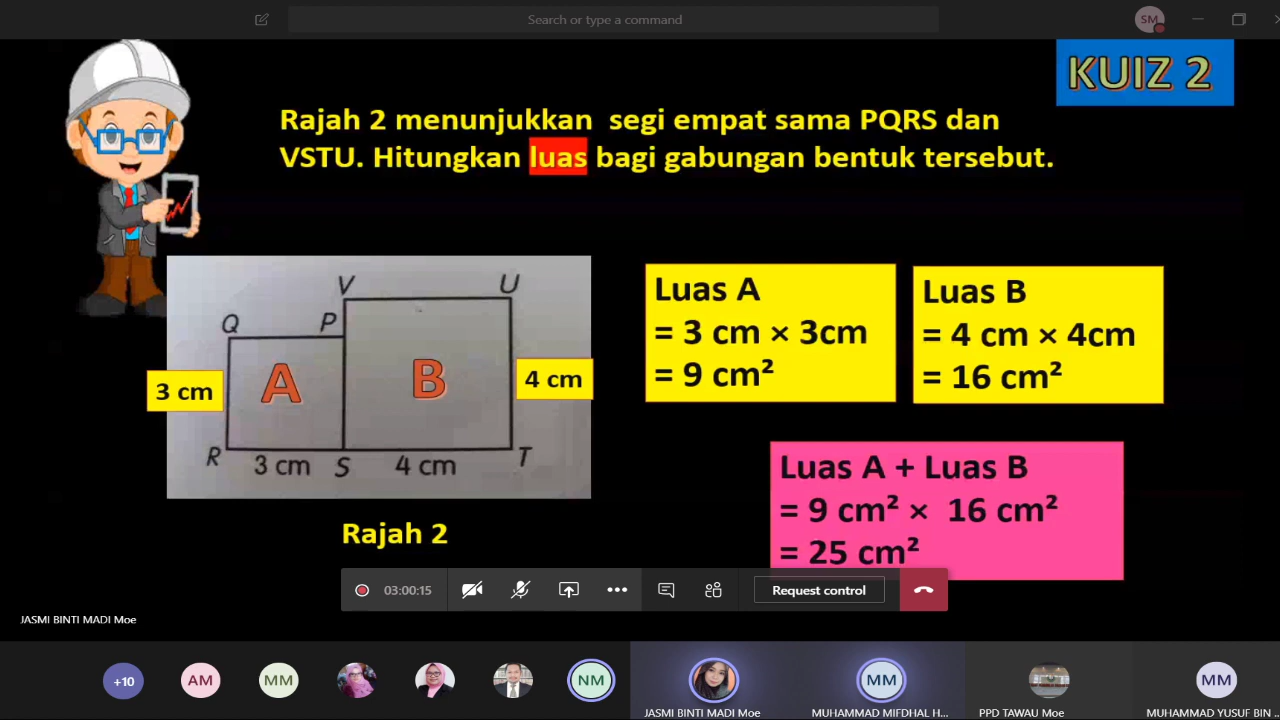 Search or type a command
SM
KUIZ 2
Rajah 2 menunjukkan segi empat sama PQRS dan
VSTU. Hitungkan luas bagi gabungan bentuk tersebut.
V
U
Q
P
A
B
3 cm
4 cm
R
3 cm
S
4 cm
T
Rajah 2
Luas A
= 3 cm × 3cm
= 9 cm²
Luas B
= 4 cm × 4cm
= 16 cm²
Luas A + Luas B
= 9 cm² × 16 cm²
= 25 cm²
03:00:15
Request control
JASMI BINTI MADI Moe
+10
AM
MM
NM
JASMI BINTI MADI Moe
MM
MUHAMMAD MIFDHAL H...
PPD TAWAU Moe
MM
MUHAMMAD YUSUF BIN